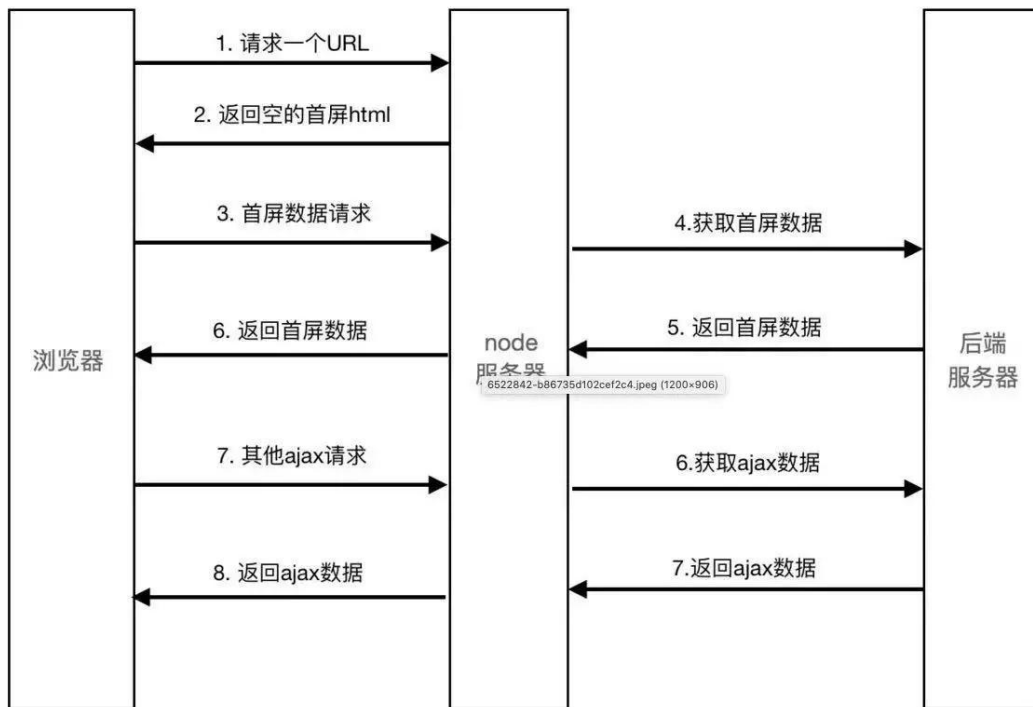 1. 请求一个URL
2. 返回空的首屏html
3. 首屏数据请求
4.获取首屏数据
6. 返回首屏数据
5. 返回首屏数据
浏览器
node
服务器
6522842-b86735d102cef2c4.jpeg (1200×906)
后端
服务器
7. 其他ajax请求
6.获取ajax数据
8. 返回ajax数据
7.返回ajax数据